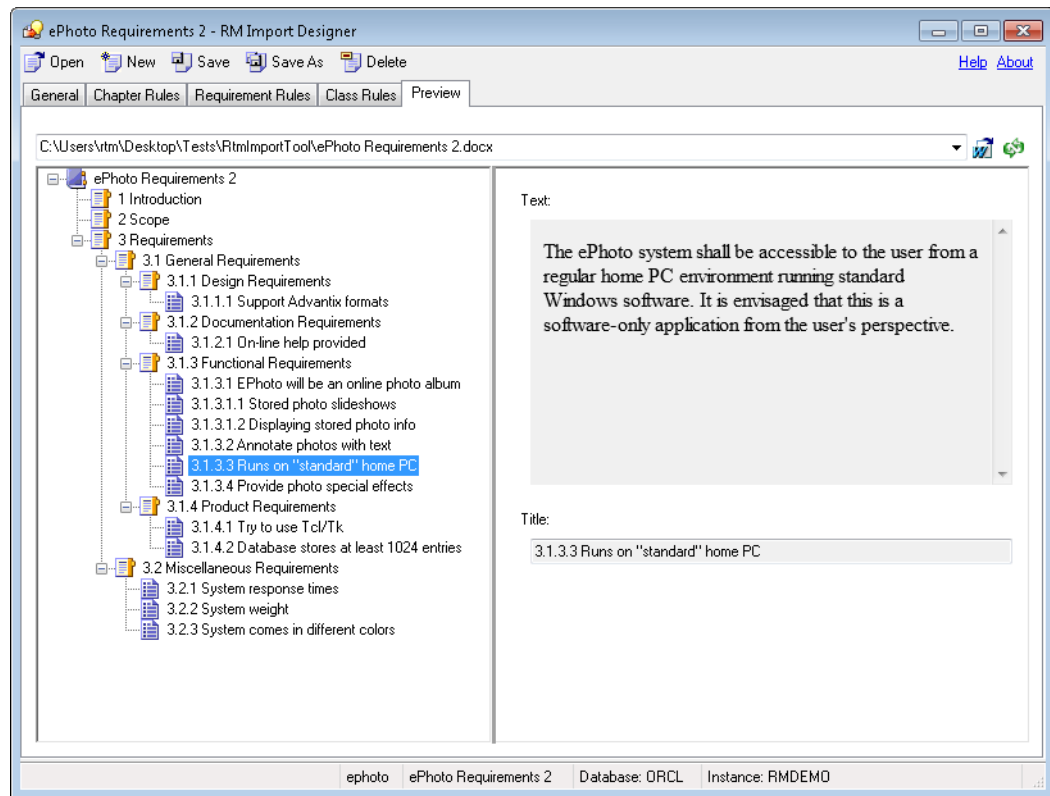 ePhoto Requirements 2 - RM Import Designer
Open New Save Save As Delete Help About
General Chapter Rules Requirement Rules Class Rules Preview
C:\Users\rtm\Desktop\Tests\RtmImportTool\ePhoto Requirements 2.docx
ePhoto Requirements 2
1 Introduction
2 Scope
3 Requirements
3.1 General Requirements
3.1.1 Design Requirements
3.1.1.1 Support Advantix formats
3.1.2 Documentation Requirements
3.1.2.1 On-line help provided
3.1.3 Functional Requirements
3.1.3.1 EPhoto will be an online photo album
3.1.3.1.1 Stored photo slideshows
3.1.3.1.2 Displaying stored photo info
3.1.3.2 Annotate photos with text
3.1.3.3 Runs on "standard" home PC
3.1.3.4 Provide photo special effects
3.1.4 Product Requirements
3.1.4.1 Try to use Tcl/Tk
3.1.4.2 Database stores at least 1024 entries
3.2 Miscellaneous Requirements
3.2.1 System response times
3.2.2 System weight
3.2.3 System comes in different colors
Text:
The ePhoto system shall be accessible to the user from a
regular home PC environment running standard
Windows software. It is envisaged that this is a
software-only application from the user's perspective.
Title:
3.1.3.3 Runs on "standard" home PC
ephoto ePhoto Requirements 2 Database: ORCL Instance: RMDEMO